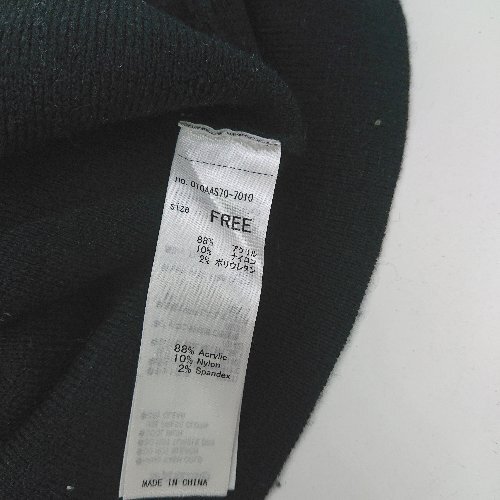 no. 010AAS70-7010
size FREE
88% アクリル
10% ナイロン
2% ポリウレタン
88% Acrylic
10% Nylon
2% Spandex
MADE IN CHINA